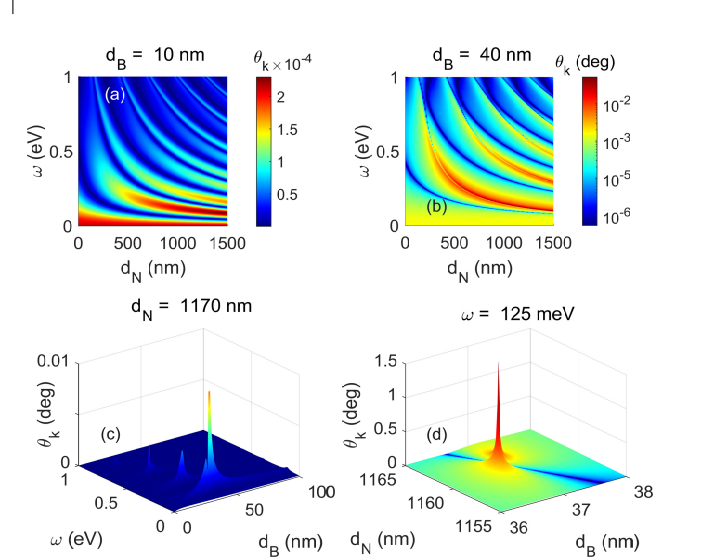 d_B = 10 nm
θ_k × 10^-4
(a)
1
0.5
0
ω (eV)
0
500
1000
1500
d_N (nm)
2
1.5
1
0.5
d_B = 40 nm
θ_k (deg)
(b)
1
0.5
0
ω (eV)
0
500
1000
1500
d_N (nm)
10^-2
10^-3
10^-5
10^-6
d_N = 1170 nm
0.01
0
θ_k (deg)
(c)
1
0.5
0
ω (eV)
0
50
100
d_B (nm)
ω = 125 meV
1.5
1
0.5
0
θ_k (deg)
(d)
1165
1160
1155
d_N (nm)
36
37
38
d_B (nm)